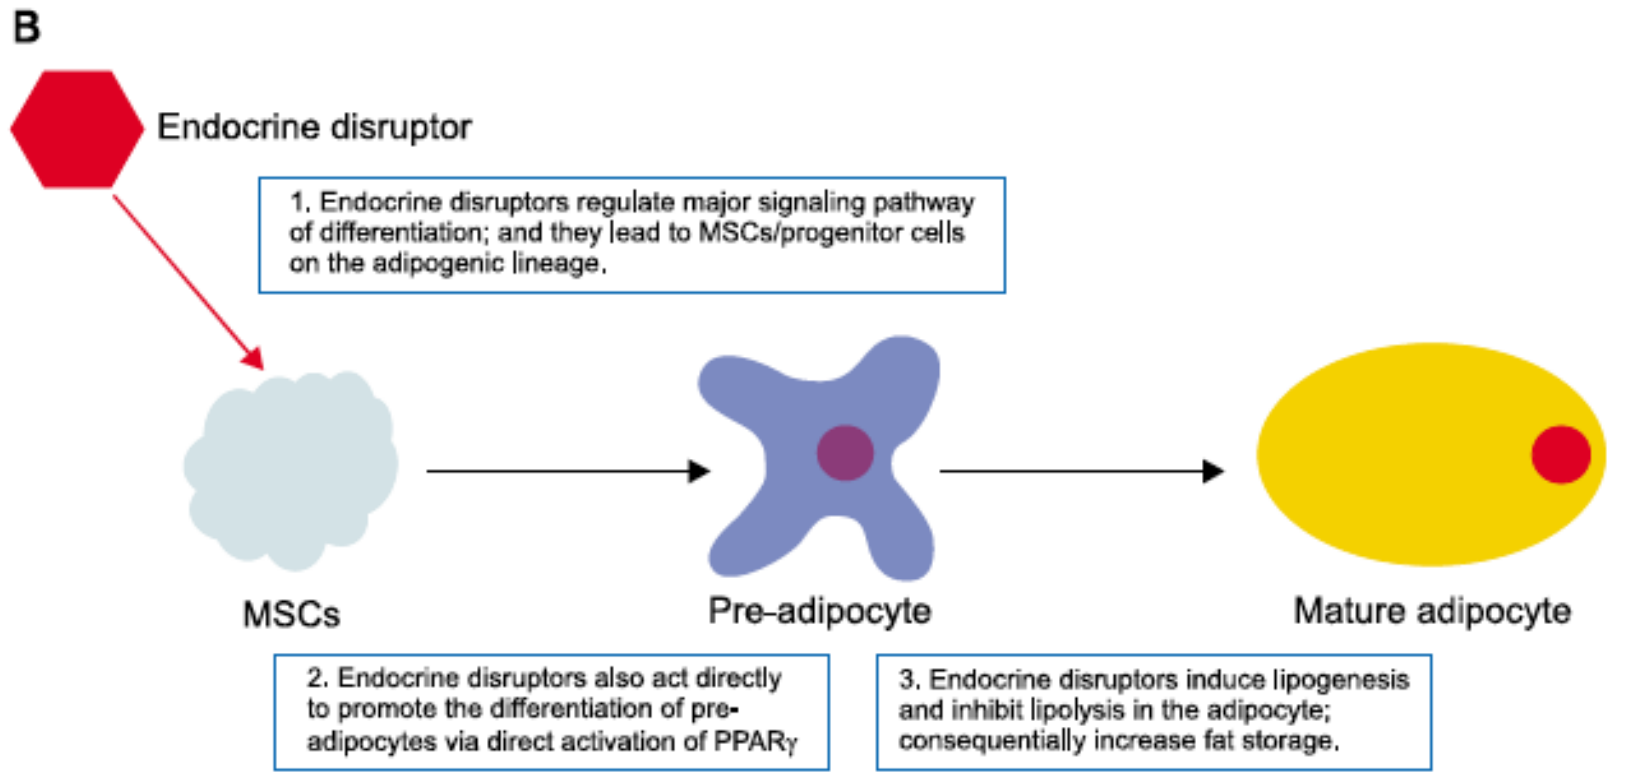 B
Endocrine disruptor
1. Endocrine disruptors regulate major signaling pathway
of differentiation; and they lead to MSCs/progenitor cells
on the adipogenic lineage.
MSCs
Pre-adipocyte
Mature adipocyte
2. Endocrine disruptors also act directly
to promote the differentiation of pre-
adipocytes via direct activation of PPARγ
3. Endocrine disruptors induce lipogenesis
and inhibit lipolysis in the adipocyte;
consequentially increase fat storage.